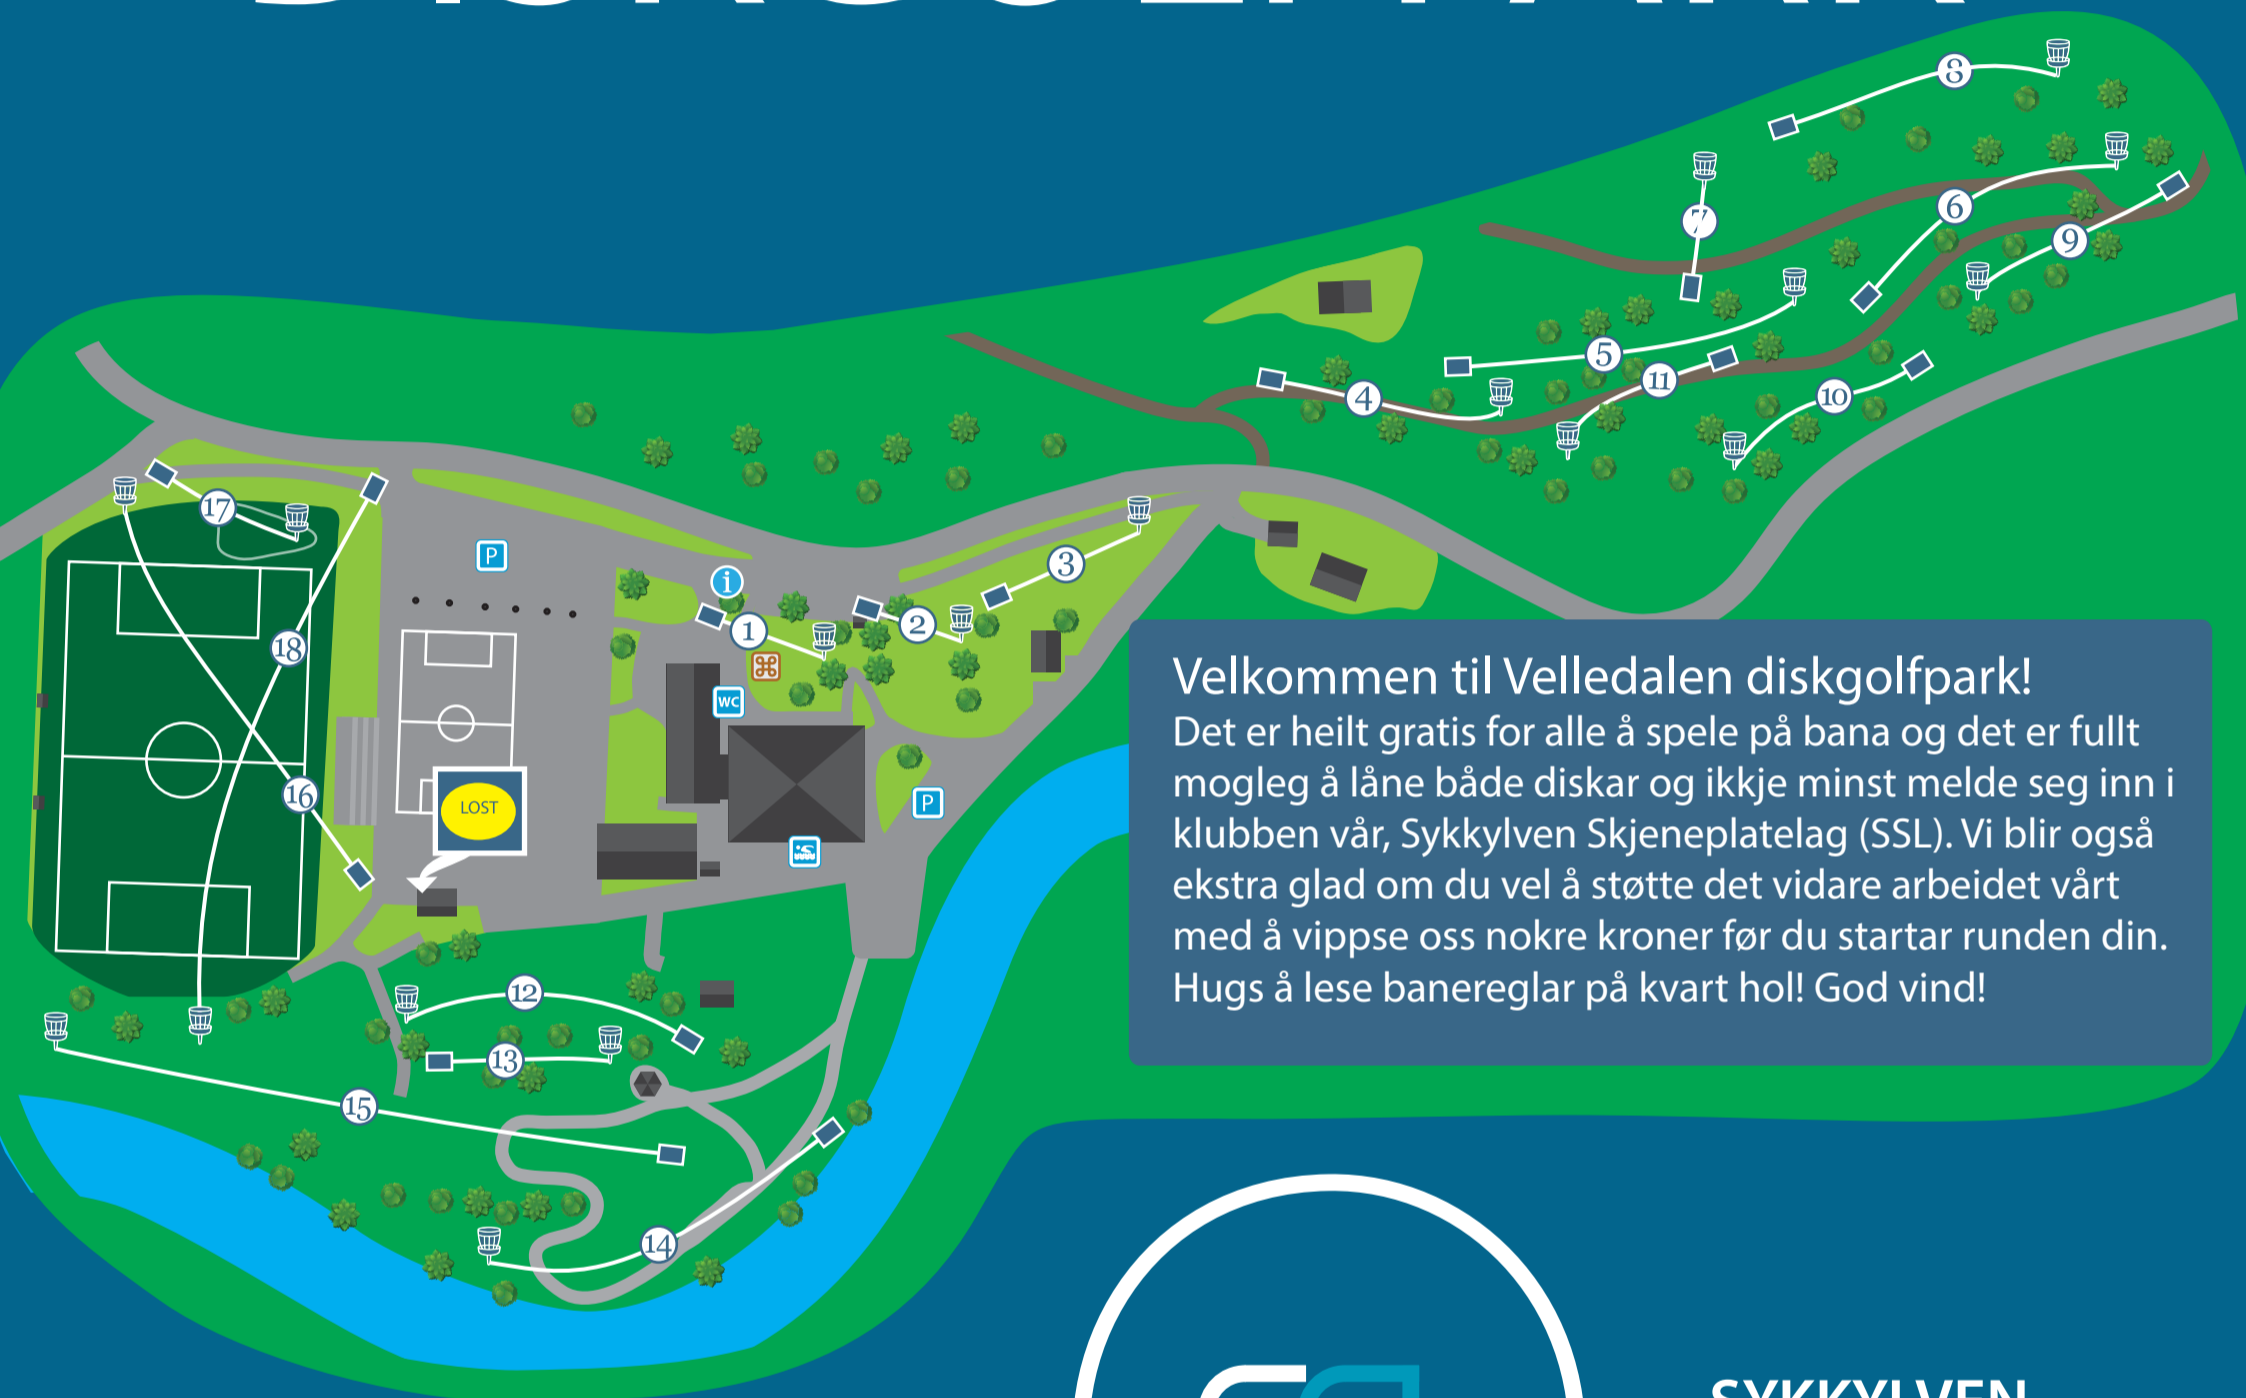 8
7
6
9
5
11
4
10
17
P
3
i
1
2
18
WC
16
LOST
P
12
13
15
14
Velkommen til Velledalen diskgolfpark!
Det er heilt gratis for alle å spele på bana og det er fullt
mogleg å låne både diskar og ikkje minst melde seg inn i
klubben vår, Sykkylven Skjeneplatelag (SSL). Vi blir også
ekstra glad om du vel å støtte det vidare arbeidet vårt
med å vippse oss nokre kroner før du startar runden din.
Hugs å lese banereglar på kvart hol! God vind!
SYKKYLVEN